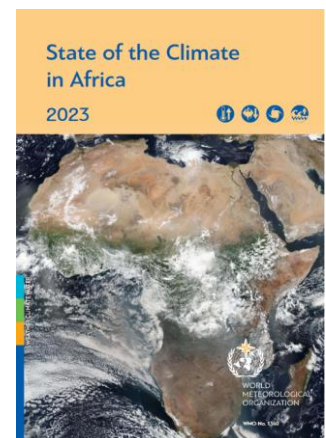 State of the Climate
in Africa
2023
WORLD
METEOROLOGICAL
ORGANIZATION